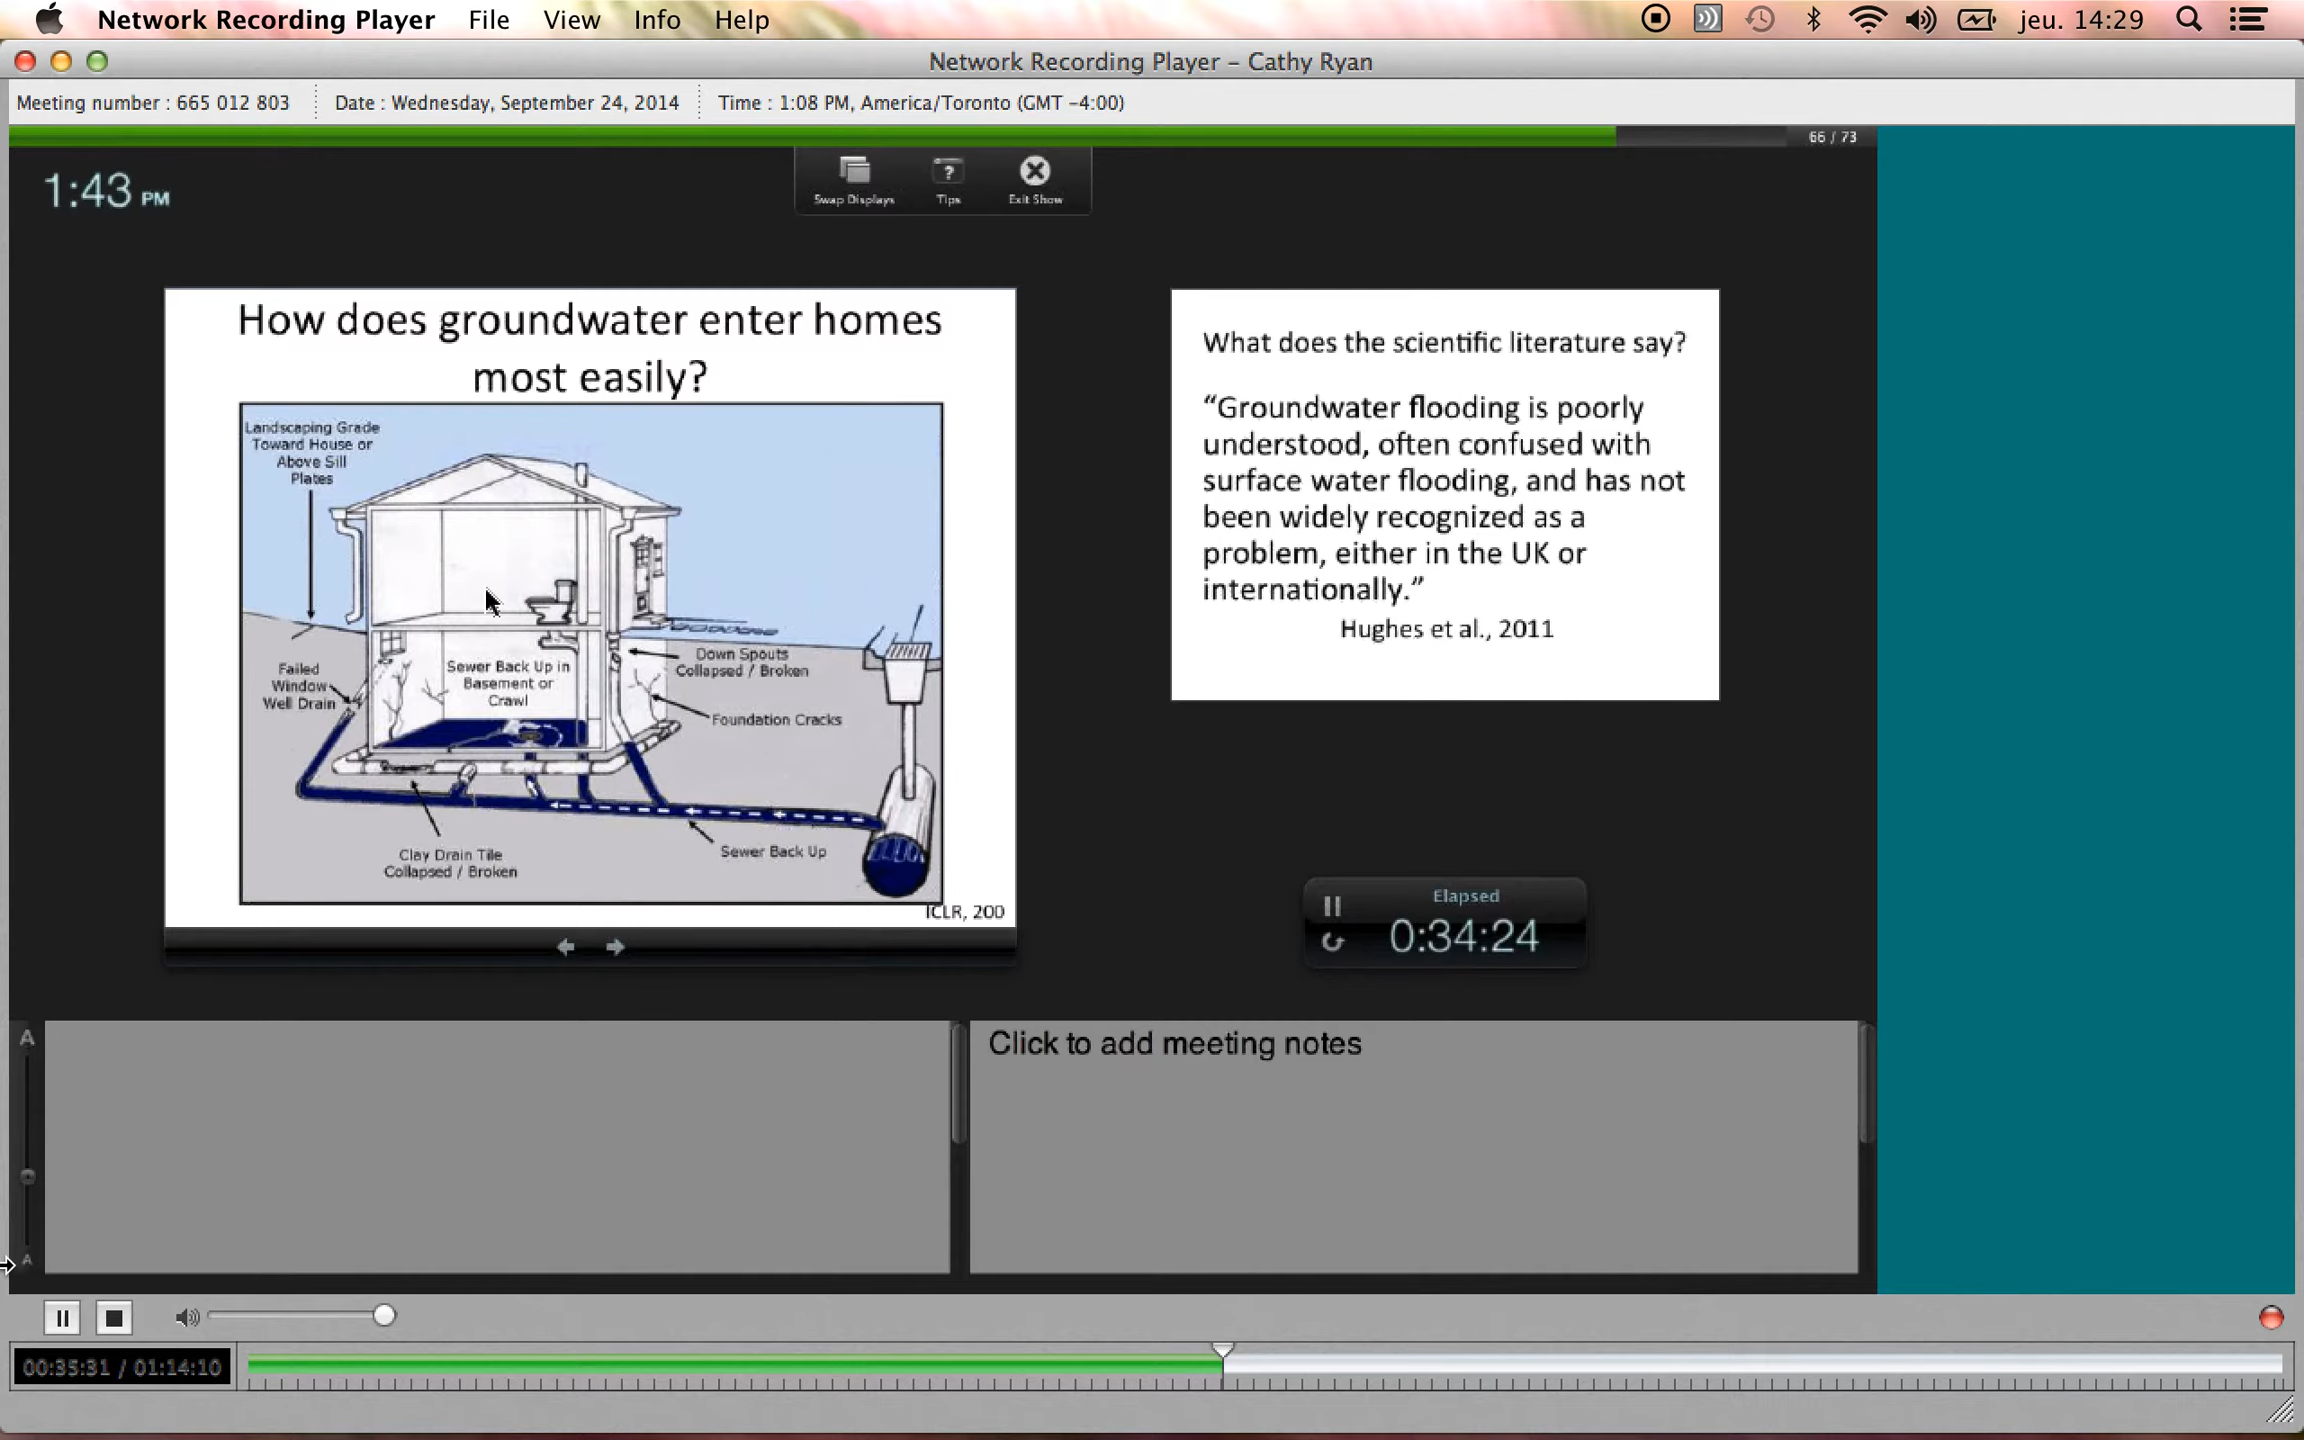 Network Recording Player File View Info Help jeu. 14:29
Network Recording Player – Cathy Ryan
Meeting number : 665 012 803 Date : Wednesday, September 24, 2014 Time : 1:08 PM, America/Toronto (GMT -4:00)
66 / 73
1:43 PM
Swap Displays Tips Exit Show
How does groundwater enter homes
most easily?
Landscaping Grade
Toward House or
Above Sill
Plates
Failed
Window
Well Drain
Sewer Back Up in
Basement or
Crawl
Down Spouts
Collapsed / Broken
Foundation Cracks
Clay Drain Tile
Collapsed / Broken
Sewer Back Up
ICLR, 200
What does the scientific literature say?
“Groundwater flooding is poorly
understood, often confused with
surface water flooding, and has not
been widely recognized as a
problem, either in the UK or
internationally.”
Hughes et al., 2011
Elapsed
0:34:24
A
Click to add meeting notes
A
00:35:31 / 01:14:10